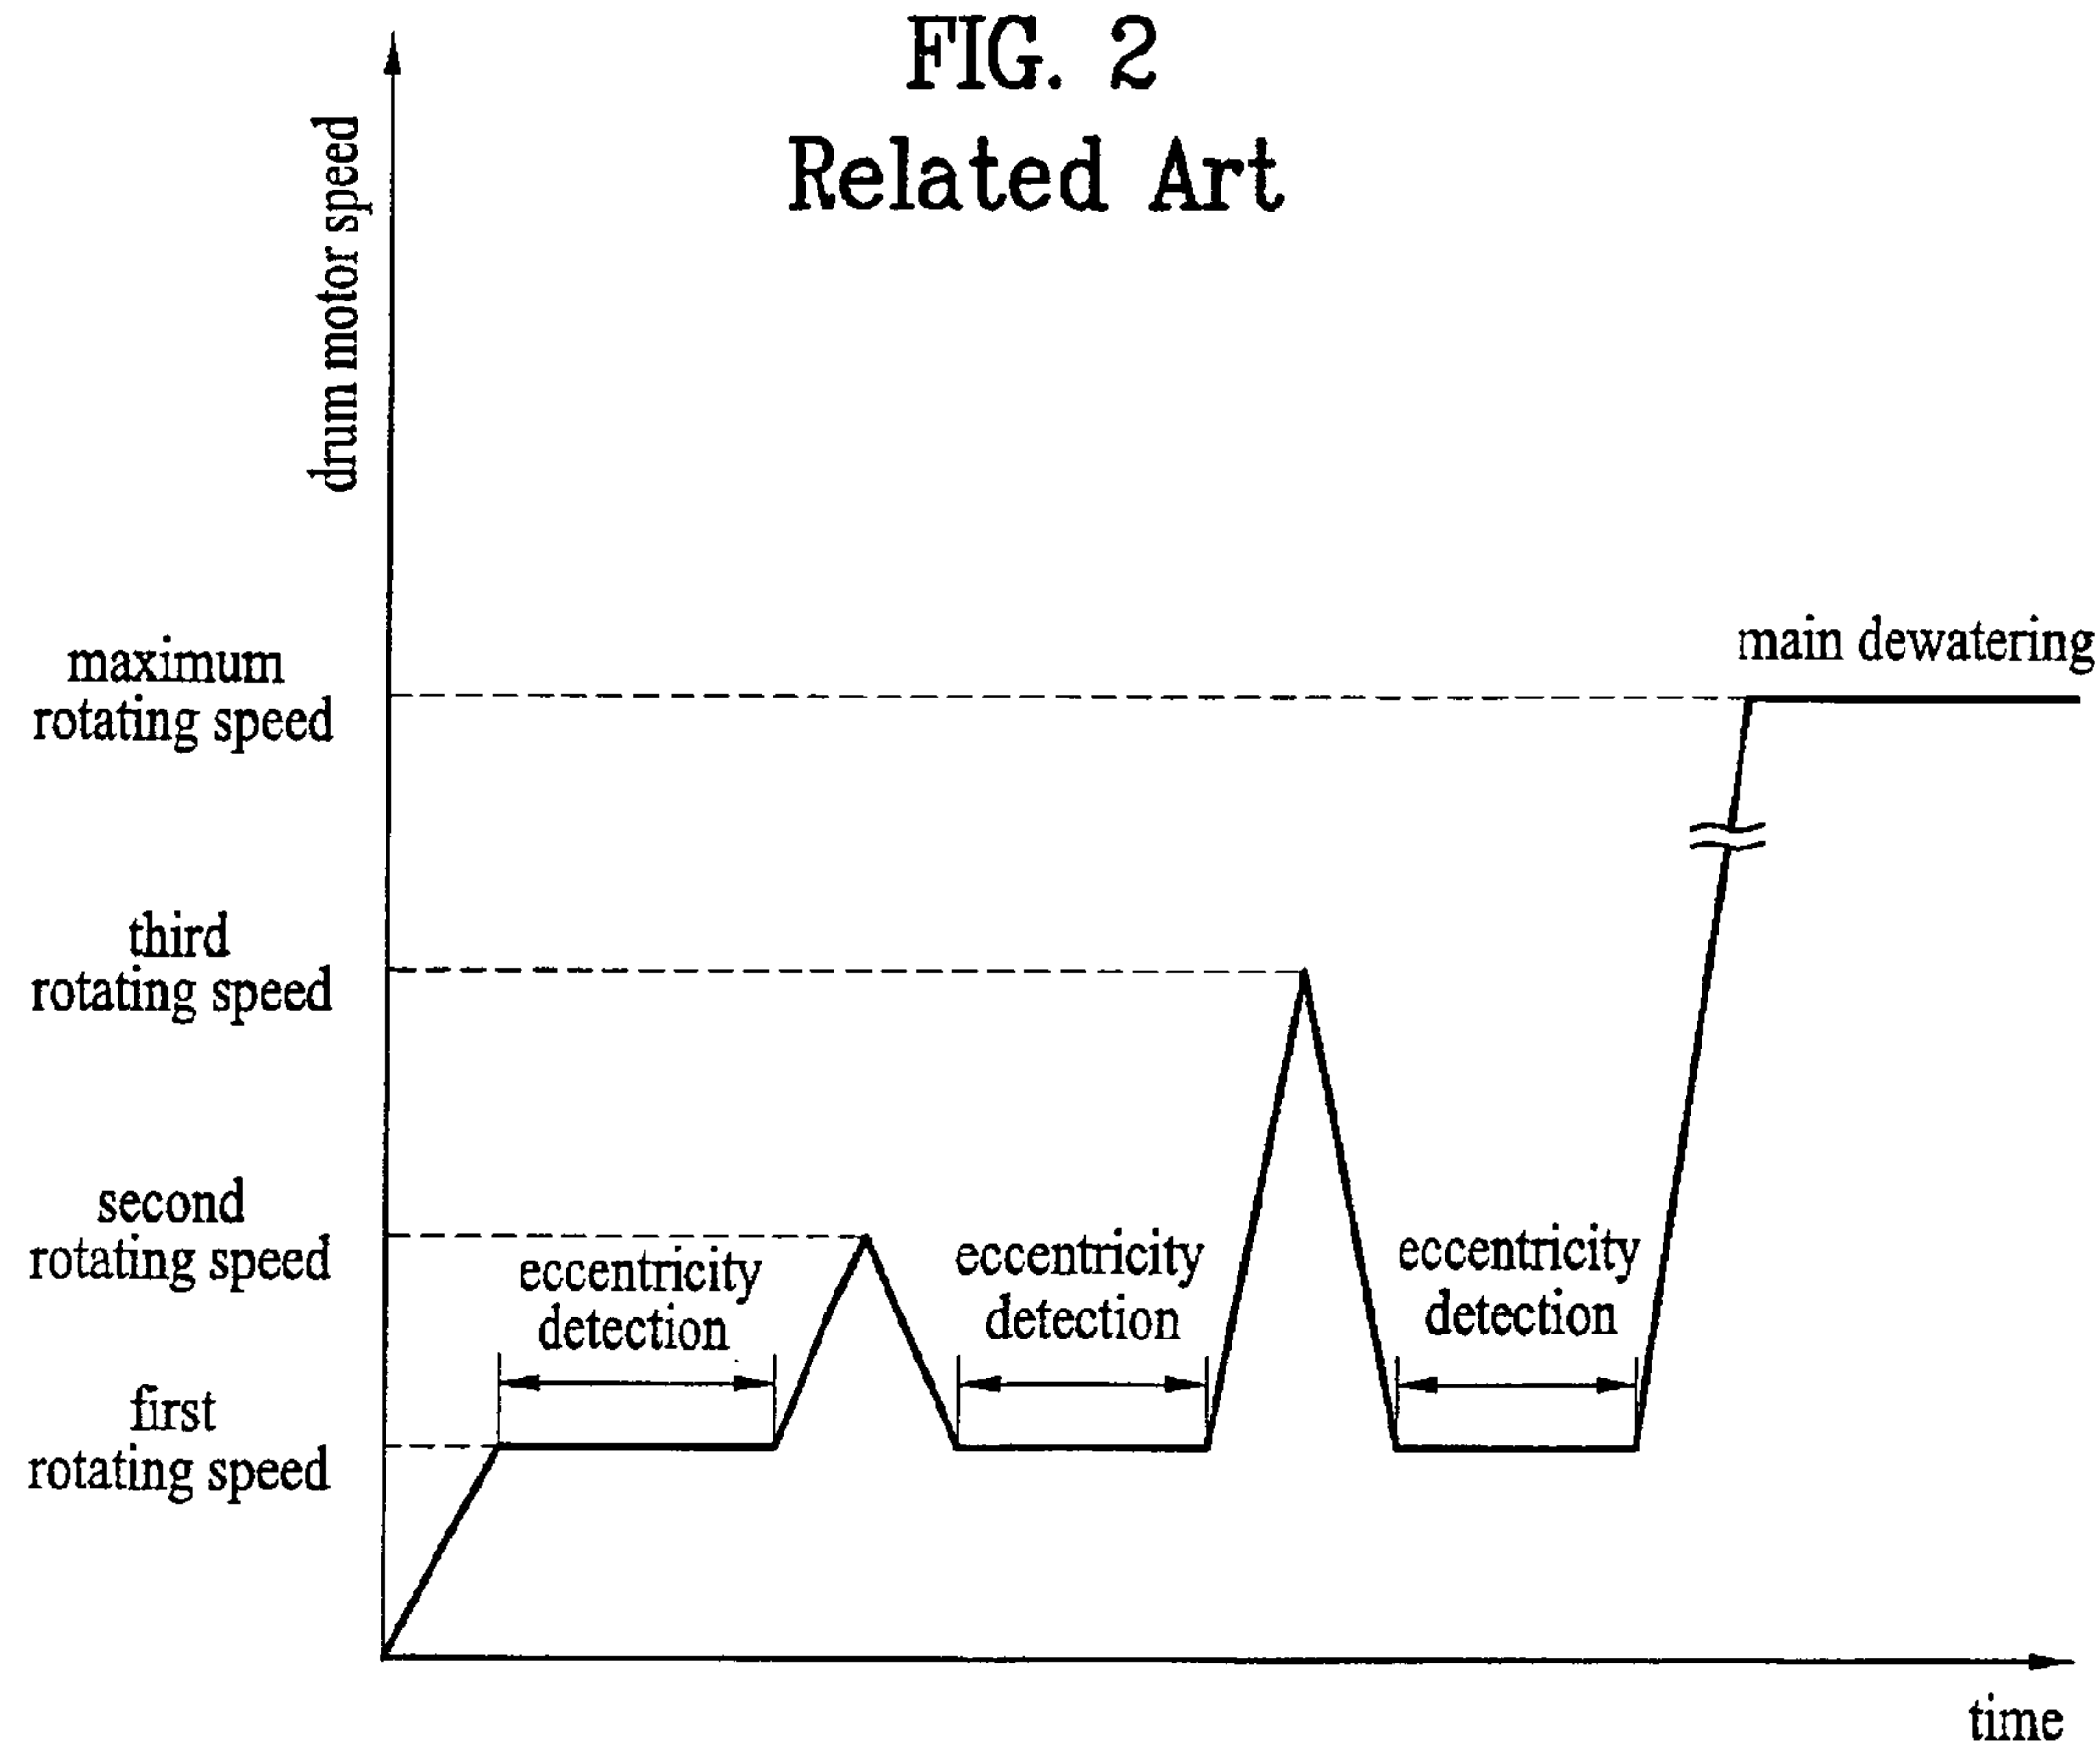 FIG. 2
Related Art
drum motor speed
maximum
rotating speed
main dewatering
third
rotating speed
second
rotating speed
eccentricity
detection
eccentricity
detection
eccentricity
detection
first
rotating speed
time